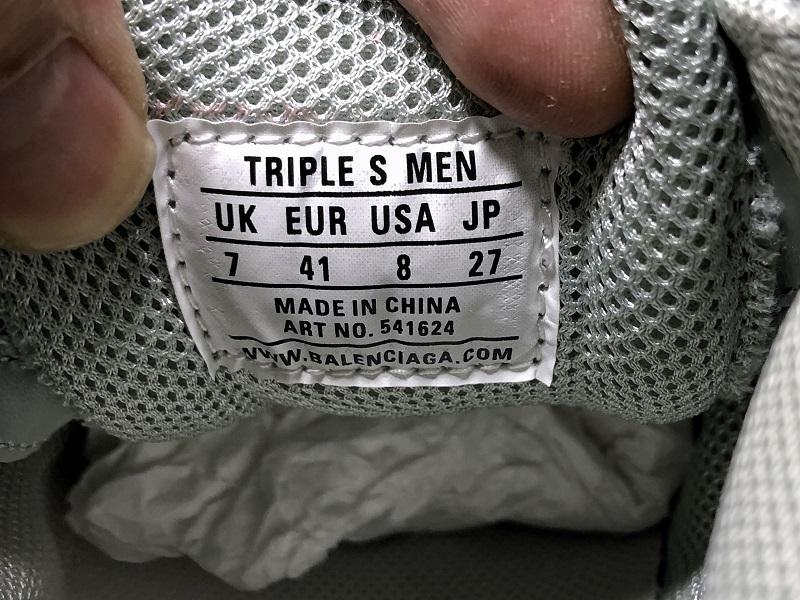 TRIPLE S MEN
UK EUR USA JP
7 41 8 27
MADE IN CHINA
ART NO. 541624
WWW.BALENCIAGA.COM